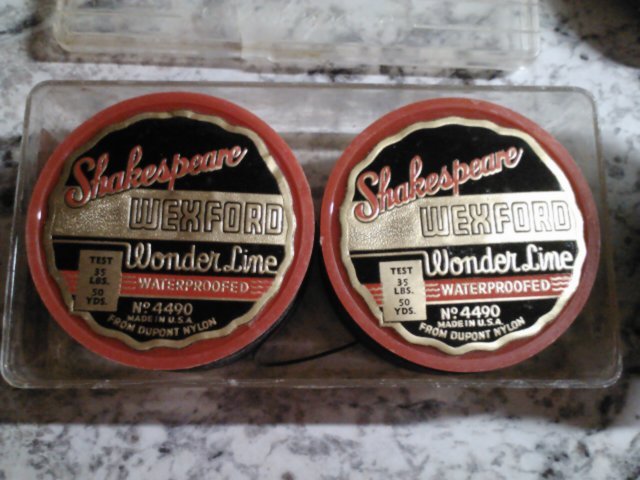 Shakespeare
WEXFORD
Wonder Line
WATERPROOFED
TEST
35
LBS.
50
YDS.
Nº 4490
MADE IN U.S.A.
FROM DUPONT NYLON
Shakespeare
WEXFORD
Wonder Line
WATERPROOFED
TEST
35
LBS.
50
YDS.
Nº 4490
MADE IN U.S.A.
FROM DUPONT NYLON